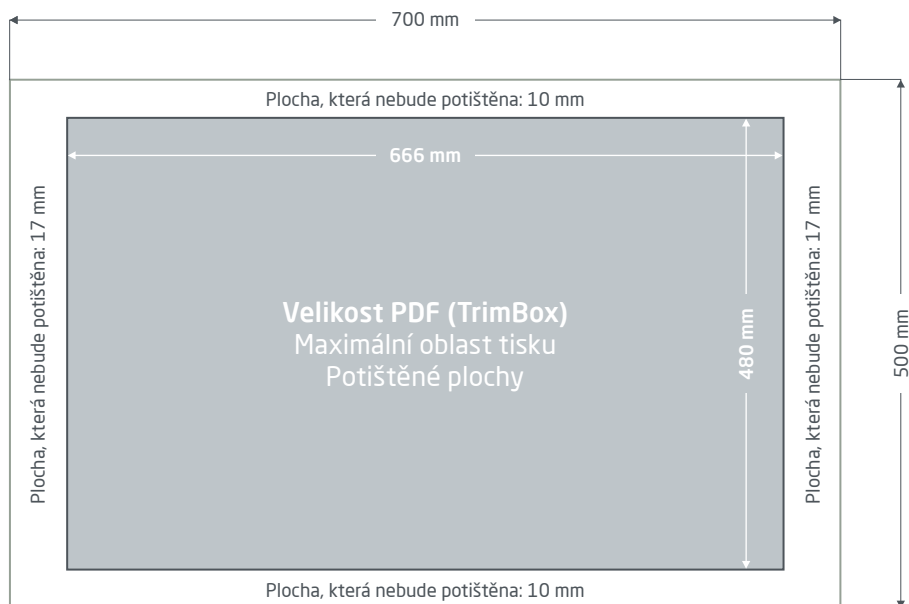 700 mm
Plocha, která nebude potištěna: 10 mm
666 mm
Plocha, která nebude potištěna: 17 mm
Velikost PDF (TrimBox)
Maximální oblast tisku
Potištěné plochy
480 mm
Plocha, která nebude potištěna: 17 mm
500 mm
Plocha, která nebude potištěna: 10 mm